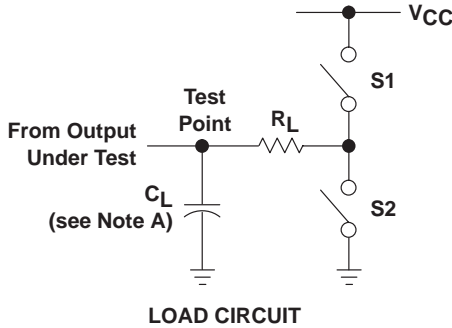 VCC
S1
Test
Point
RL
From Output
Under Test
CL
(see Note A)
S2
LOAD CIRCUIT